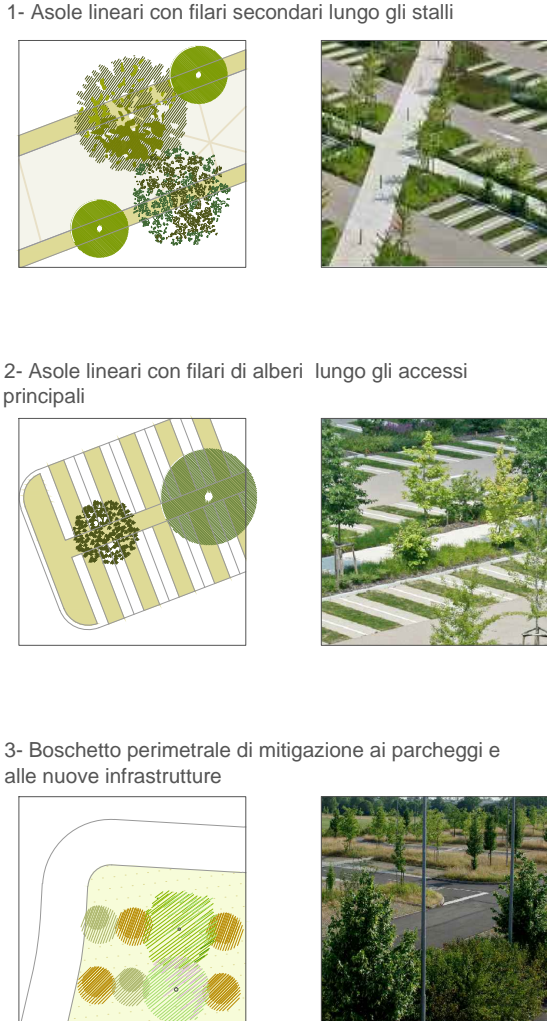 1- Asole lineari con filari secondari lungo gli stalli
2- Asole lineari con filari di alberi  lungo gli accessi
principali
3- Boschetto perimetrale di mitigazione ai parcheggi e
alle nuove infrastrutture